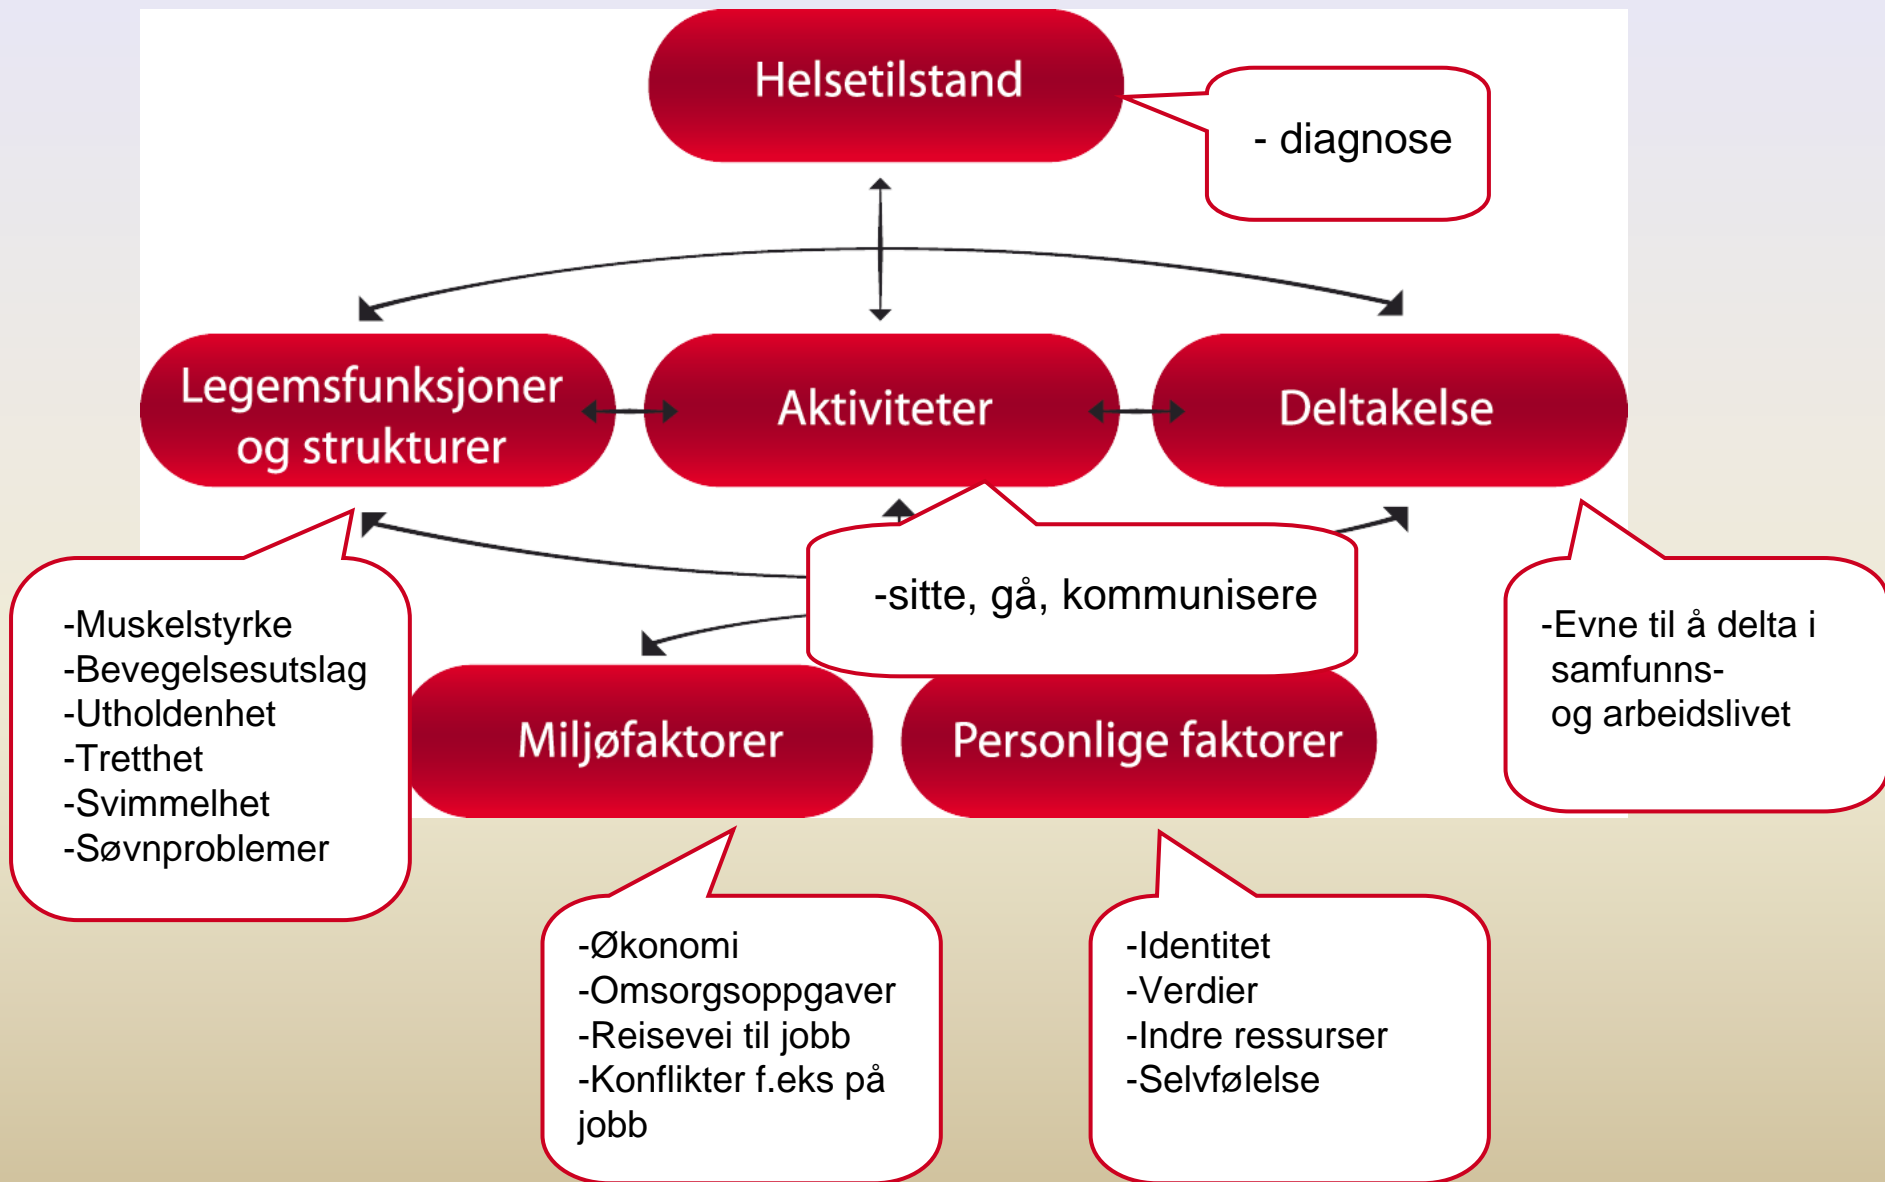 Helsetilstand
- diagnose
Legemsfunksjoner
og strukturer
Aktiviteter
Deltakelse
-Muskelstyrke
-Bevegelsesutslag
-Utholdenhet
-Tretthet
-Svimmelhet
-Søvnproblemer
-sitte, gå, kommunisere
-Evne til å delta i
samfunns-
og arbeidslivet
Miljøfaktorer
Personlige faktorer
-Økonomi
-Omsorgsoppgaver
-Reisevei til jobb
-Konflikter f.eks på
jobb
-Identitet
-Verdier
-Indre ressurser
-Selvfølelse